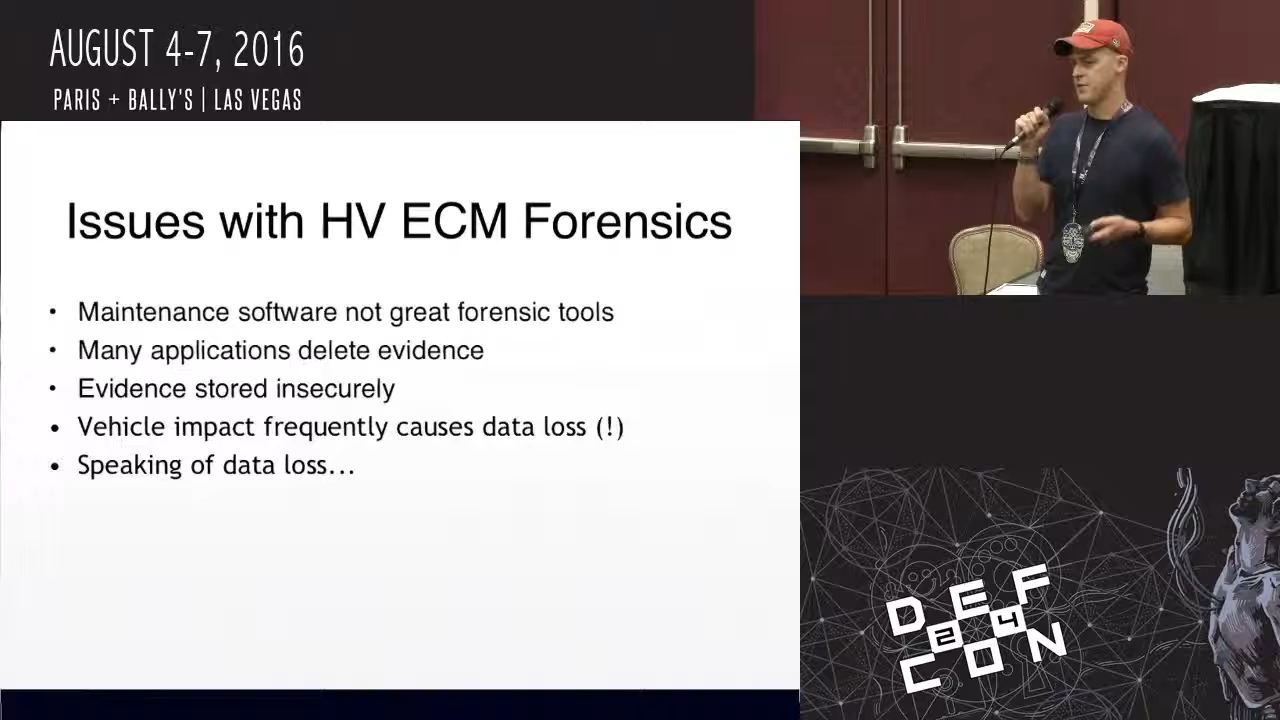 AUGUST 4-7, 2016
PARIS + BALLY'S | LAS VEGAS
Issues with HV ECM Forensics
• Maintenance software not great forensic tools
• Many applications delete evidence
• Evidence stored insecurely
• Vehicle impact frequently causes data loss (!)
• Speaking of data loss...
DEF
24
CON